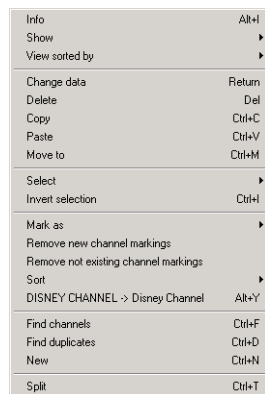 Info Alt+I
Show
View sorted by
Change data Return
Delete Del
Copy Ctrl+C
Paste Ctrl+V
Move to Ctrl+M
Select
Invert selection Ctrl+I
Mark as
Remove new channel markings
Remove not existing channel markings
Sort
DISNEY CHANNEL -> Disney Channel Alt+Y
Find channels Ctrl+F
Find duplicates Ctrl+D
New Ctrl+N
Split Ctrl+T